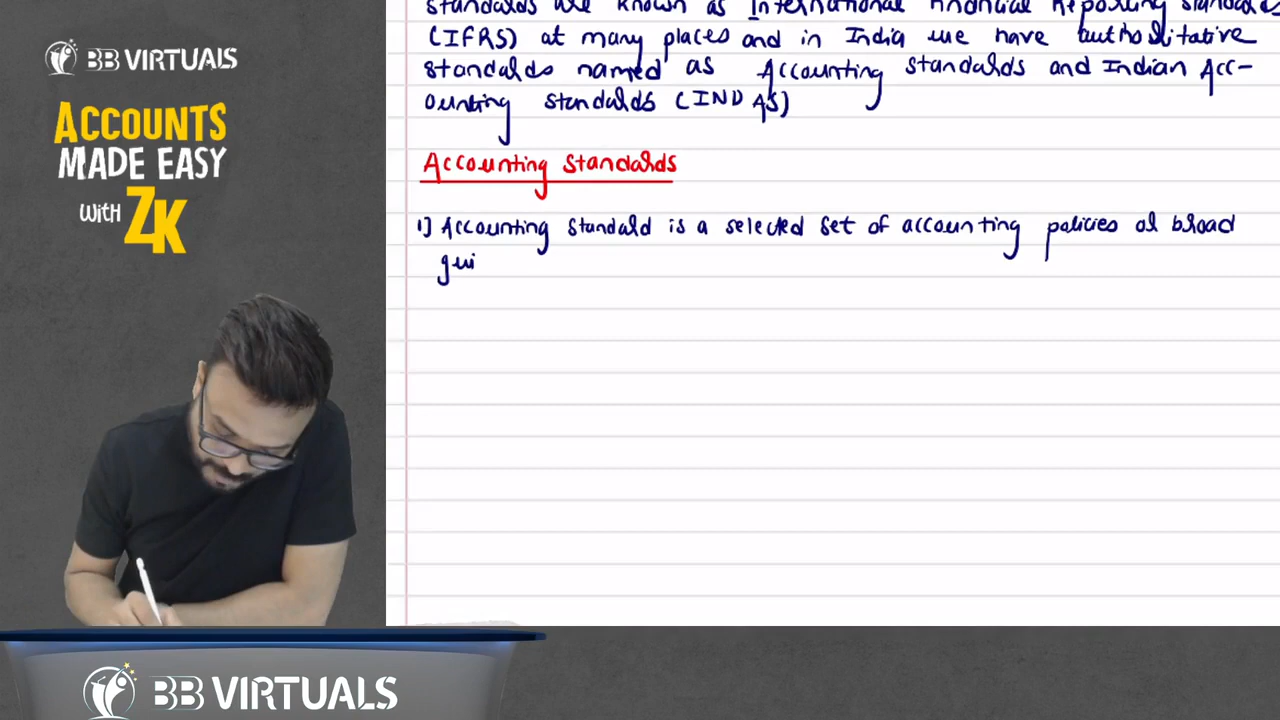 BB VIRTUALS
ACCOUNTS
MADE EASY
with ZK
standards are known as International Financial Reporting standards
(IFRS) at many places and in India we have authoritative
standards named as Accounting standards and Indian Acc-
ounting standards (IND AS)
Accounting standards
1] Accounting standard is a selected set of accounting policies or broad
gui
BB VIRTUALS